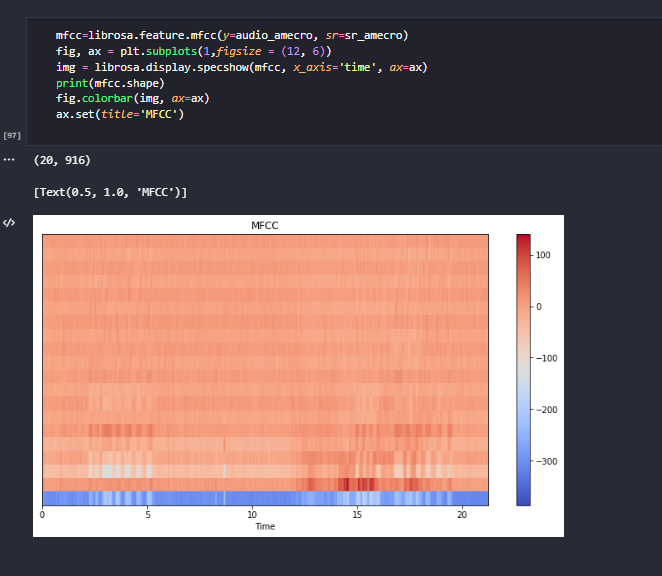 mfcc=librosa.feature.mfcc(y=audio_amecro, sr=sr_amecro)
fig, ax = plt.subplots(1,figsize = (12, 6))
img = librosa.display.specshow(mfcc, x_axis='time', ax=ax)
print(mfcc.shape)
fig.colorbar(img, ax=ax)
ax.set(title='MFCC')
[97]
... (20, 916)
[Text(0.5, 1.0, 'MFCC')]
</>
MFCC
100
0
−100
−200
−300
0 5 10 15 20
Time